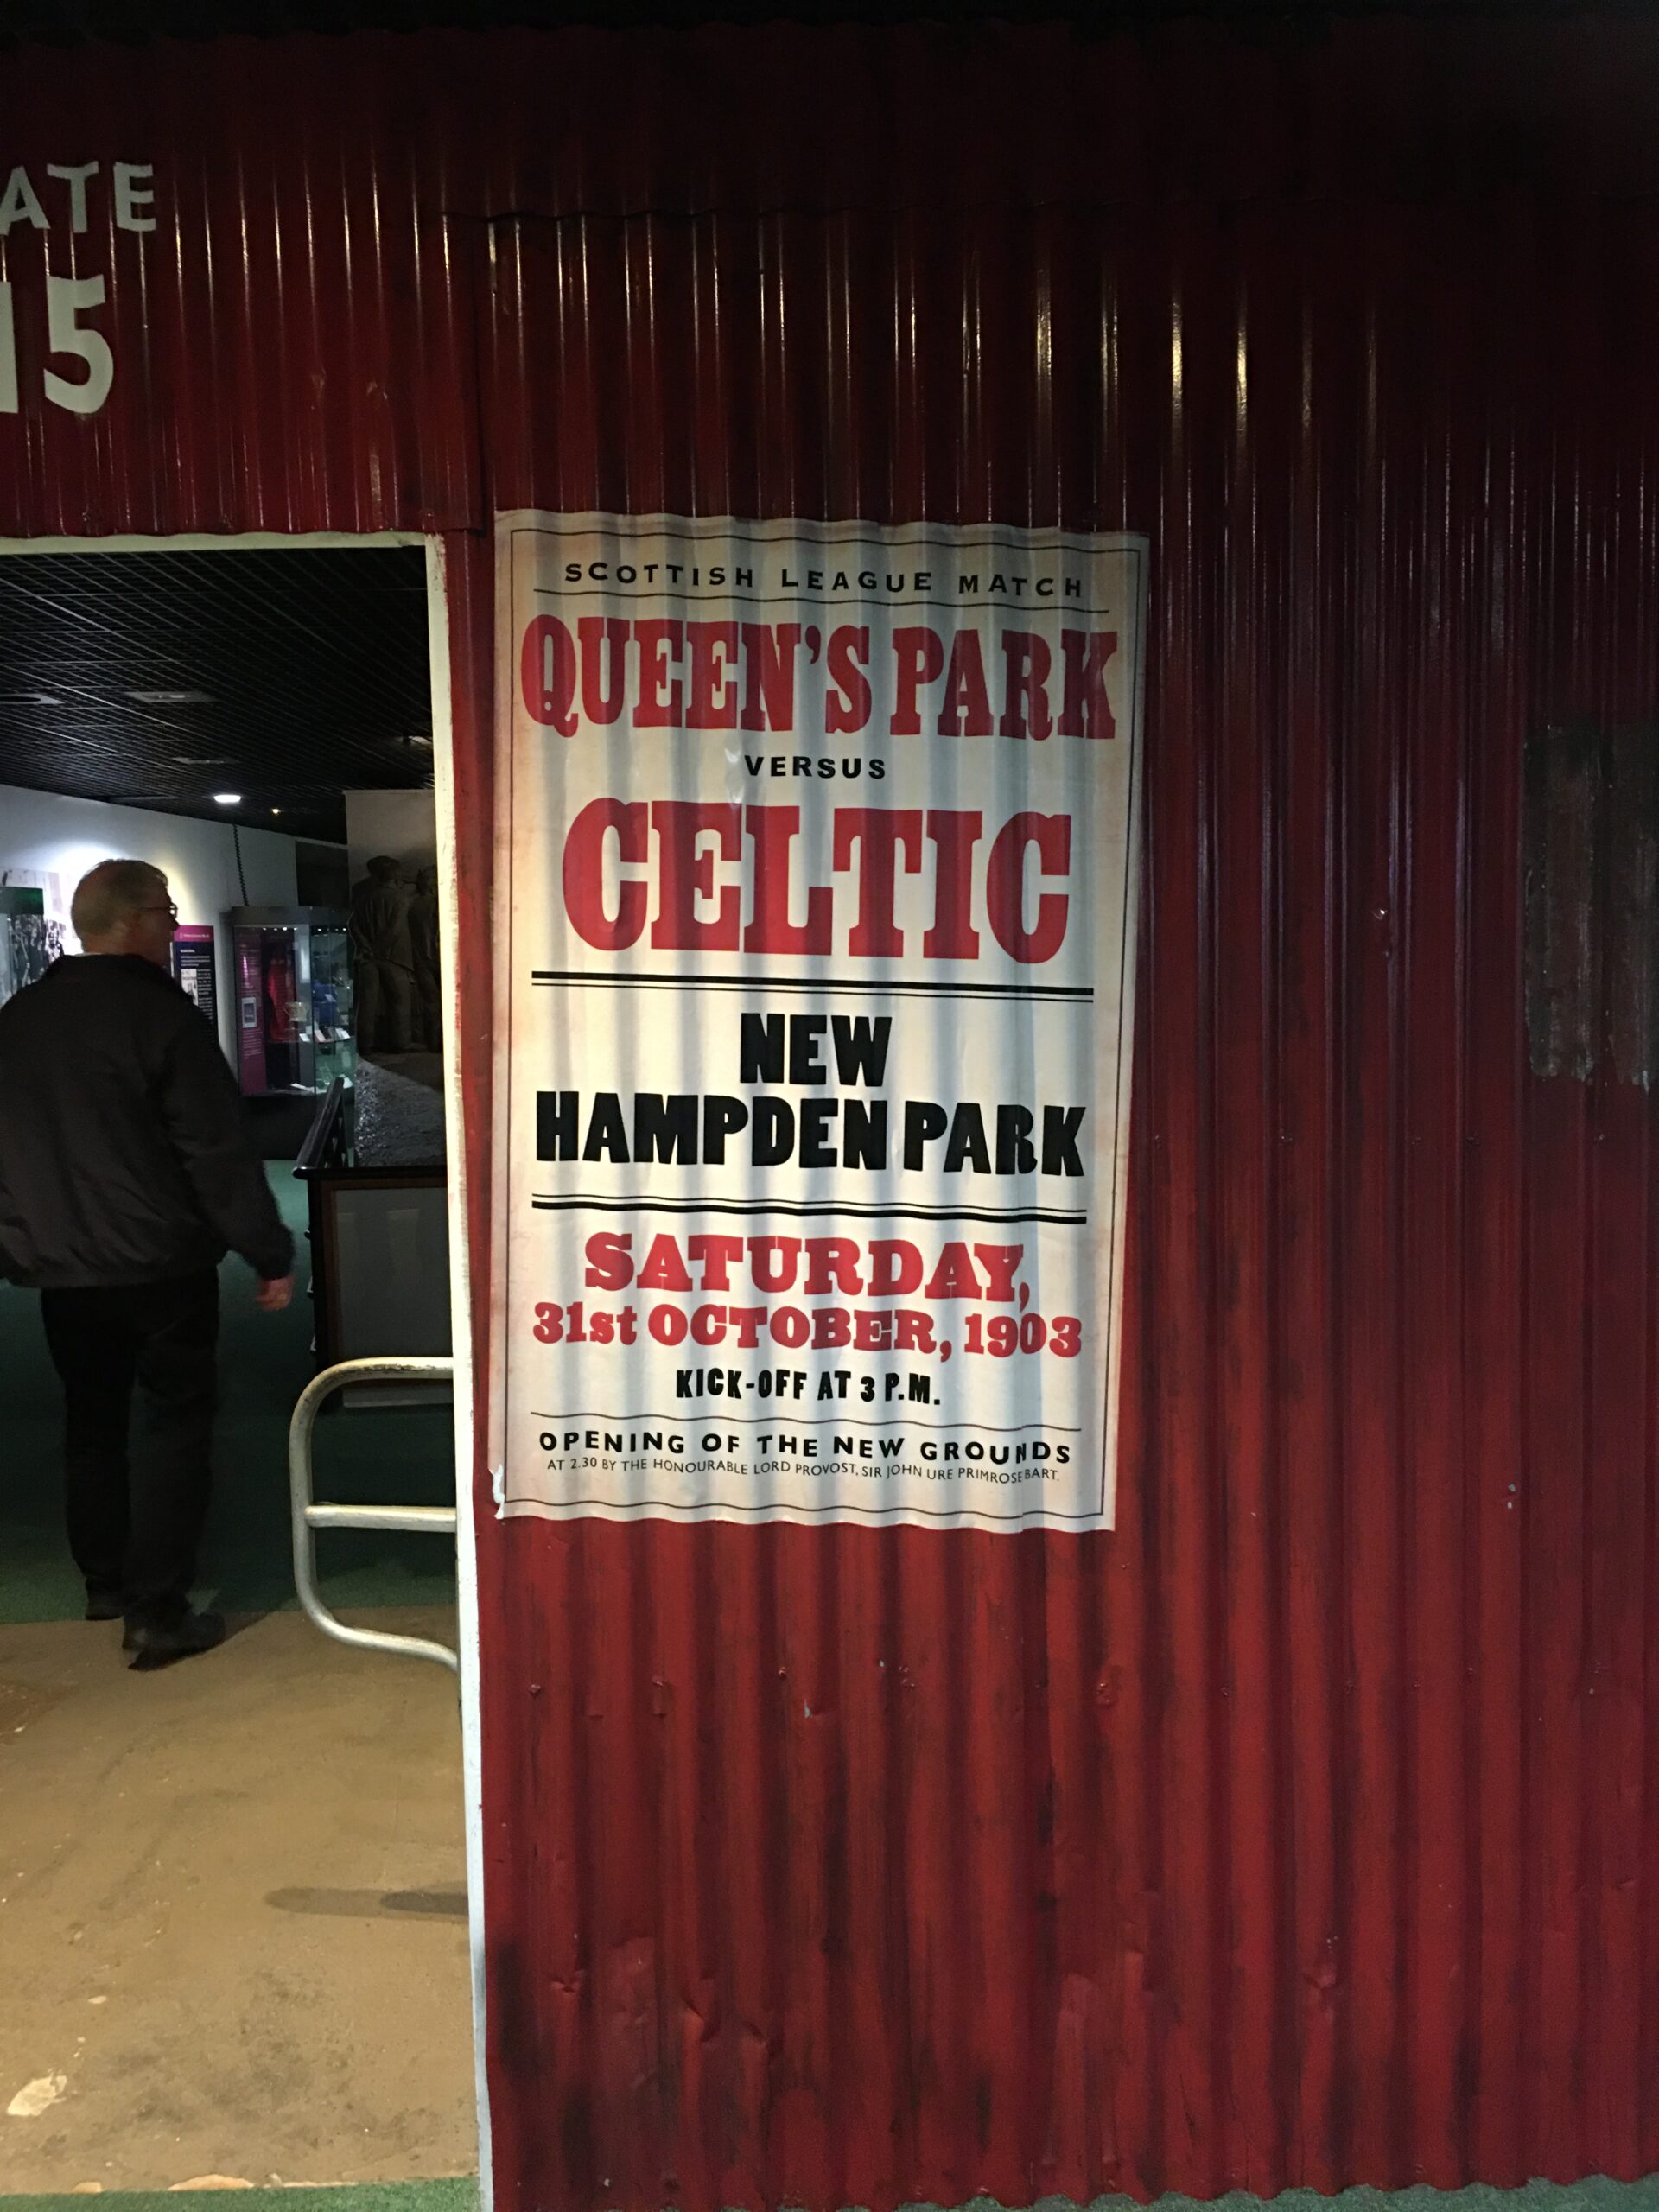 ATE
15
SCOTTISH LEAGUE MATCH
QUEEN'S PARK
VERSUS
CELTIC
NEW
HAMPDEN PARK
SATURDAY,
31st OCTOBER, 1903
KICK-OFF AT 3 P.M.
OPENING OF THE NEW GROUNDS
AT 2.30 BY THE HONOURABLE LORD PROVOST, SIR JOHN URE PRIMROSE BART.